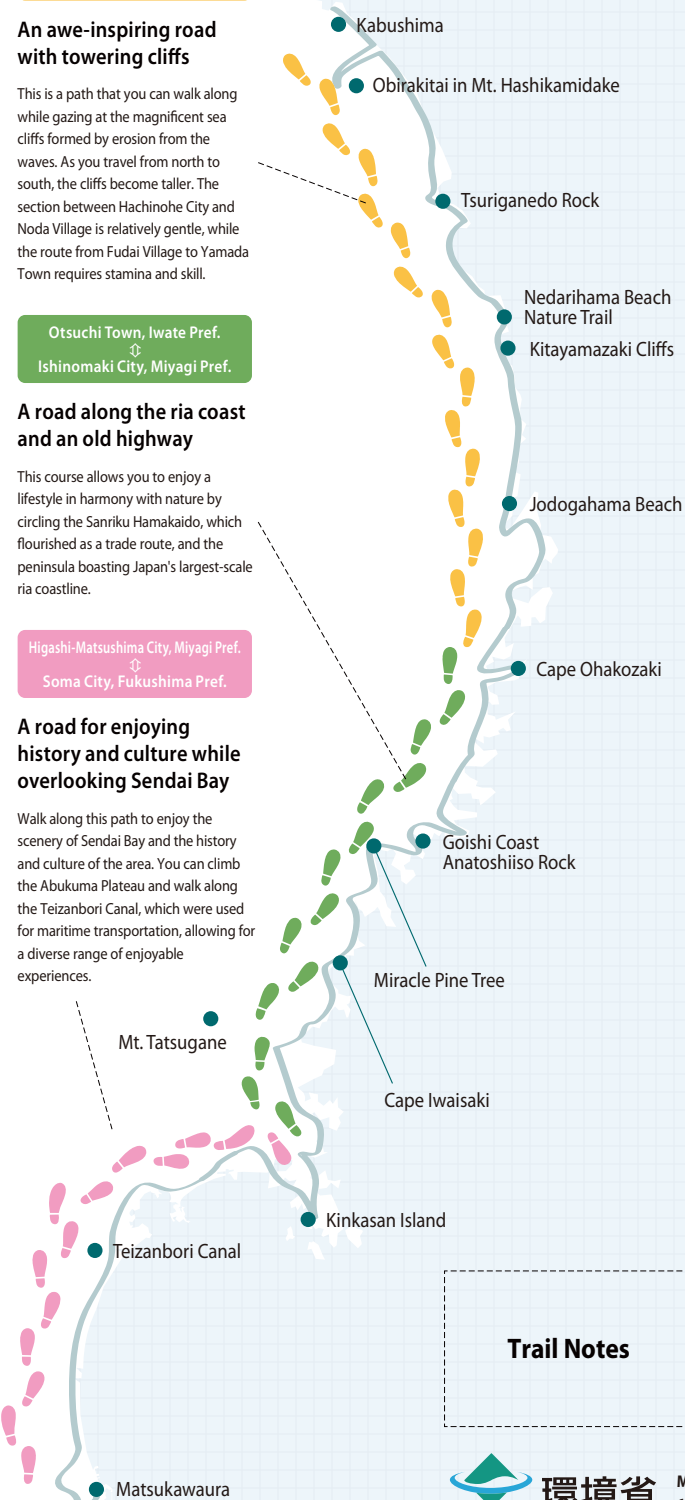 An awe-inspiring road
with towering cliffs
This is a path that you can walk along
while gazing at the magnificent sea
cliffs formed by erosion from the
waves. As you travel from north to
south, the cliffs become taller. The
section between Hachinohe City and
Noda Village is relatively gentle, while
the route from Fudai Village to Yamada
Town requires stamina and skill.
Otsuchi Town, Iwate Pref.
⇕
Ishinomaki City, Miyagi Pref.
A road along the ria coast
and an old highway
This course allows you to enjoy a
lifestyle in harmony with nature by
circling the Sanriku Hamakaido, which
flourished as a trade route, and the
peninsula boasting Japan's largest-scale
ria coastline.
Higashi-Matsushima City, Miyagi Pref.
⇕
Soma City, Fukushima Pref.
A road for enjoying
history and culture while
overlooking Sendai Bay
Walk along this path to enjoy the
scenery of Sendai Bay and the history
and culture of the area. You can climb
the Abukuma Plateau and walk along
the Teizanbori Canal, which were used
for maritime transportation, allowing for
a diverse range of enjoyable
experiences.
Kabushima
Obirakitai in Mt. Hashikamidake
Tsuriganedo Rock
Nedarihama Beach
Nature Trail
Kitayamazaki Cliffs
Jodogahama Beach
Cape Ohakozaki
Goishi Coast
Anatoshiiso Rock
Miracle Pine Tree
Mt. Tatsugane
Cape Iwaisaki
Kinkasan Island
Teizanbori Canal
Trail Notes
Matsukawaura
環境省